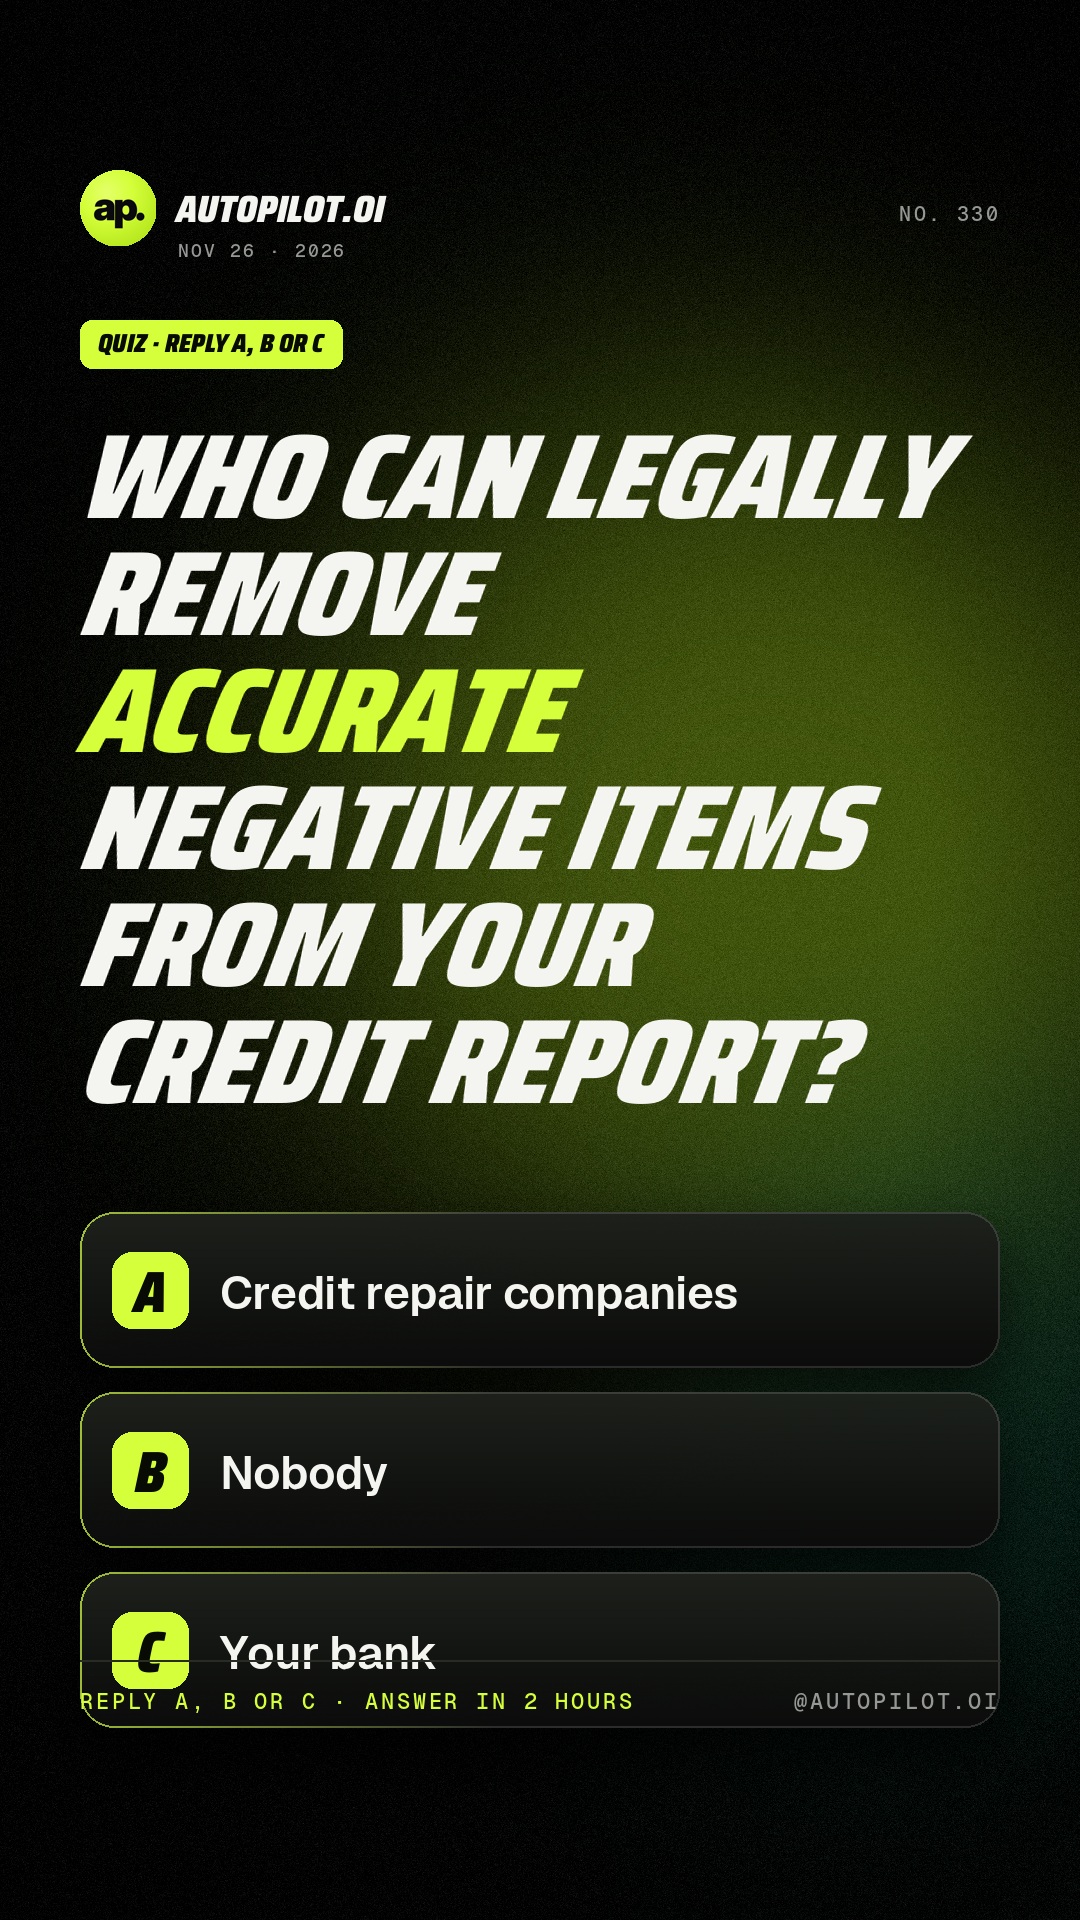 ap.
AUTOPILOT.OI
NOV 26 · 2026
NO. 330
QUIZ · REPLY A, B OR C
WHO CAN LEGALLY
REMOVE
ACCURATE
NEGATIVE ITEMS
FROM YOUR
CREDIT REPORT?
A Credit repair companies
B Nobody
C Your bank
REPLY A, B OR C · ANSWER IN 2 HOURS
@AUTOPILOT.OI